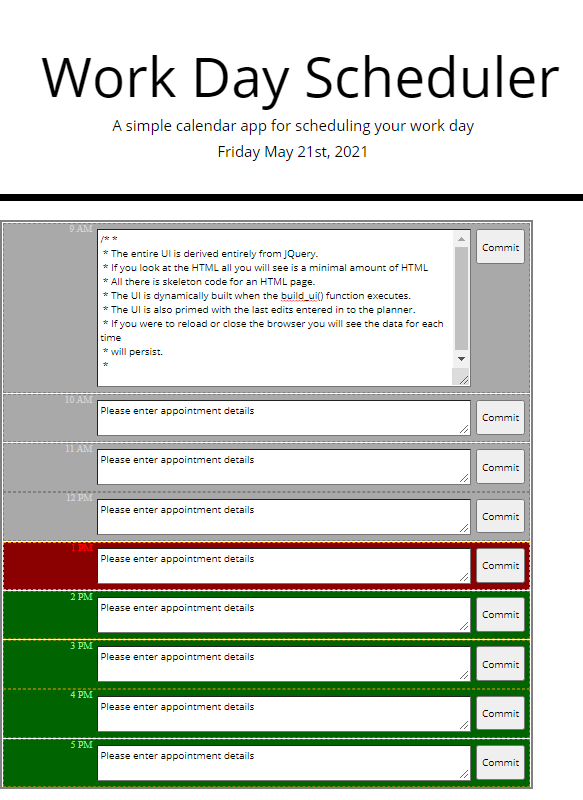 Work Day Scheduler
A simple calendar app for scheduling your work day
Friday May 21st, 2021
9 AM
/* *
* The entire UI is derived entirely from JQuery.
* If you look at the HTML all you will see is a minimal amount of HTML
* All there is skeleton code for an HTML page.
* The UI is dynamically built when the build_ui() function executes.
* The UI is also primed with the last edits entered in to the planner.
* If you were to reload or close the browser you will see the data for each
time
* will persist.
*
Commit
10 AM
Please enter appointment details
Commit
11 AM
Please enter appointment details
Commit
12 PM
Please enter appointment details
Commit
1 PM
Please enter appointment details
Commit
2 PM
Please enter appointment details
Commit
3 PM
Please enter appointment details
Commit
4 PM
Please enter appointment details
Commit
5 PM
Please enter appointment details
Commit